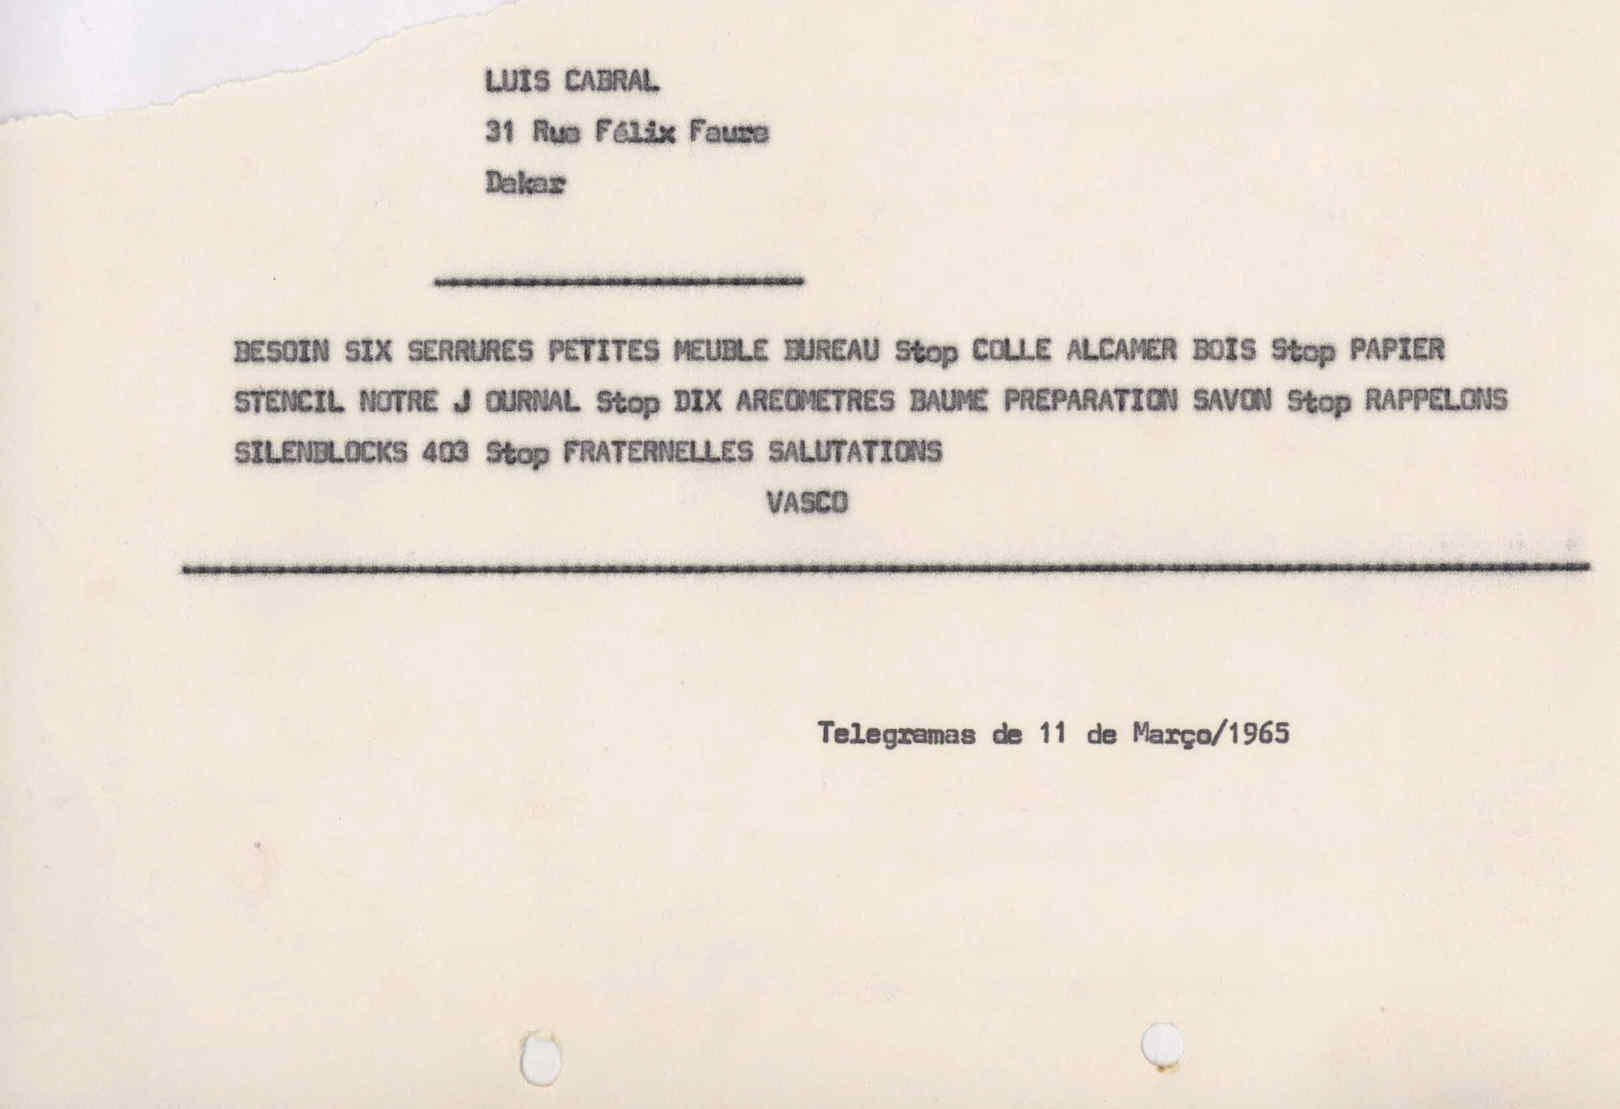 LUIS CABRAL
31 Rue Félix Faure
Dakar
BESOIN SIX SERRURES PETITES MEUBLE BUREAU Stop COLLE ALCAMER BOIS Stop PAPIER
STENCIL NOTRE J OURNAL Stop DIX AREOMETRES BAUME PREPARATION SAVON Stop RAPPELONS
SILENBLOCKS 403 Stop FRATERNELLES SALUTATIONS
VASCO
Telegramas de 11 de Março/1965